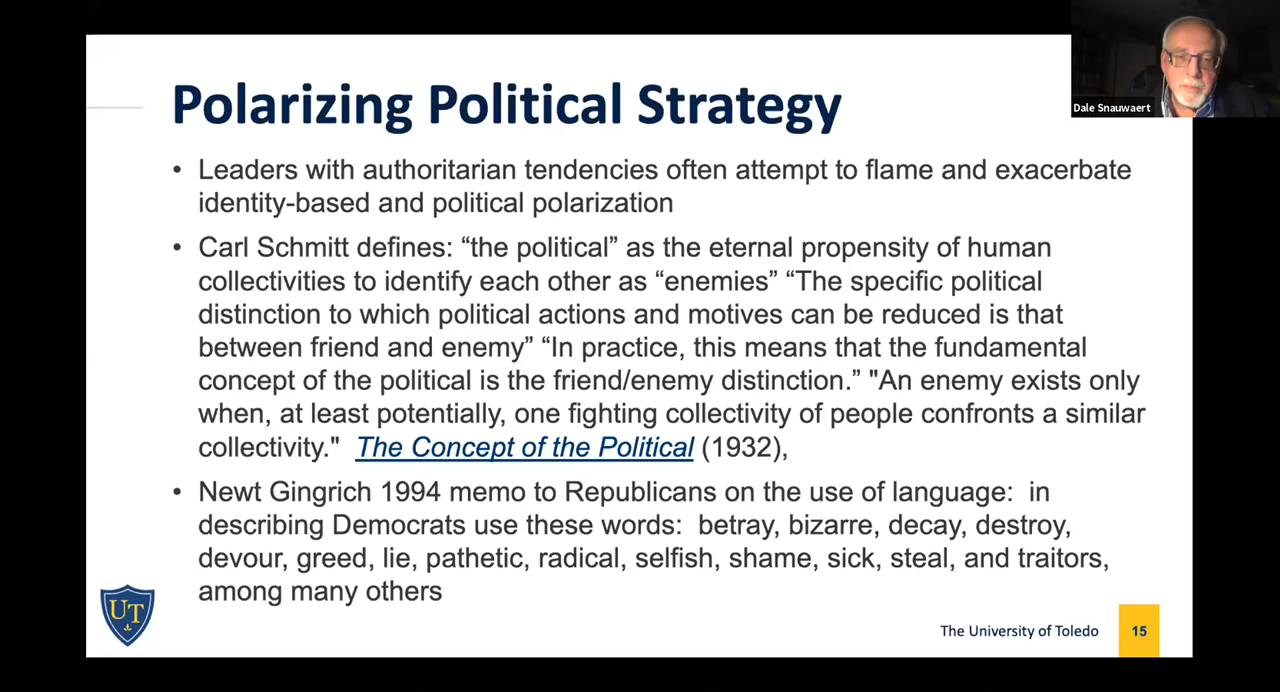 Polarizing Political Strategy
Dale Snauwaert
• Leaders with authoritarian tendencies often attempt to flame and exacerbate
identity-based and political polarization
• Carl Schmitt defines: “the political” as the eternal propensity of human
collectivities to identify each other as “enemies” “The specific political
distinction to which political actions and motives can be reduced is that
between friend and enemy” “In practice, this means that the fundamental
concept of the political is the friend/enemy distinction.” "An enemy exists only
when, at least potentially, one fighting collectivity of people confronts a similar
collectivity." The Concept of the Political (1932),
• Newt Gingrich 1994 memo to Republicans on the use of language: in
describing Democrats use these words: betray, bizarre, decay, destroy,
devour, greed, lie, pathetic, radical, selfish, shame, sick, steal, and traitors,
among many others
UT
The University of Toledo
15